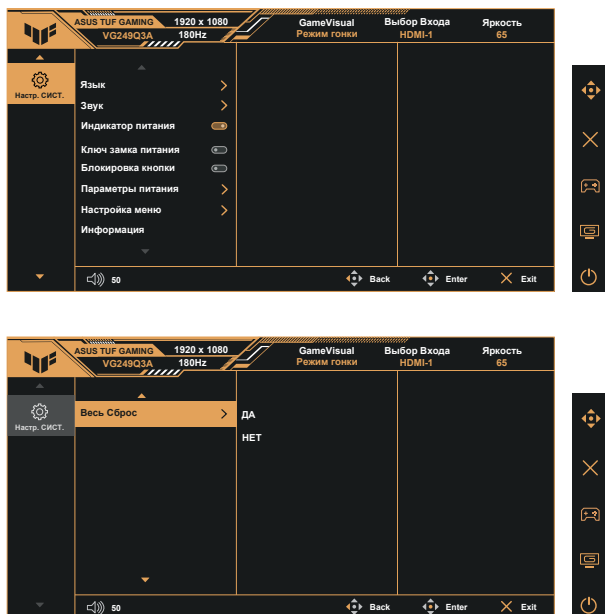 ASUS TUF GAMING 1920 x 1080 GameVisual Выбор Входа Яркость
VG249Q3A 180Hz Режим гонки HDMI-1 65
Настр. СИСТ.
Язык
Звук
Индикатор питания
Ключ замка питания
Блокировка кнопки
Параметры питания
Настройка меню
Информация
50 Back Enter Exit
ASUS TUF GAMING 1920 x 1080 GameVisual Выбор Входа Яркость
VG249Q3A 180Hz Режим гонки HDMI-1 65
Настр. СИСТ.
Весь Сброс ДА
НЕТ
50 Back Enter Exit